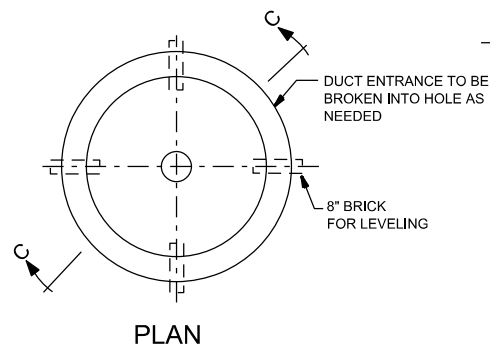 C
DUCT ENTRANCE TO BE
BROKEN INTO HOLE AS
NEEDED
8" BRICK
FOR LEVELING
C
PLAN